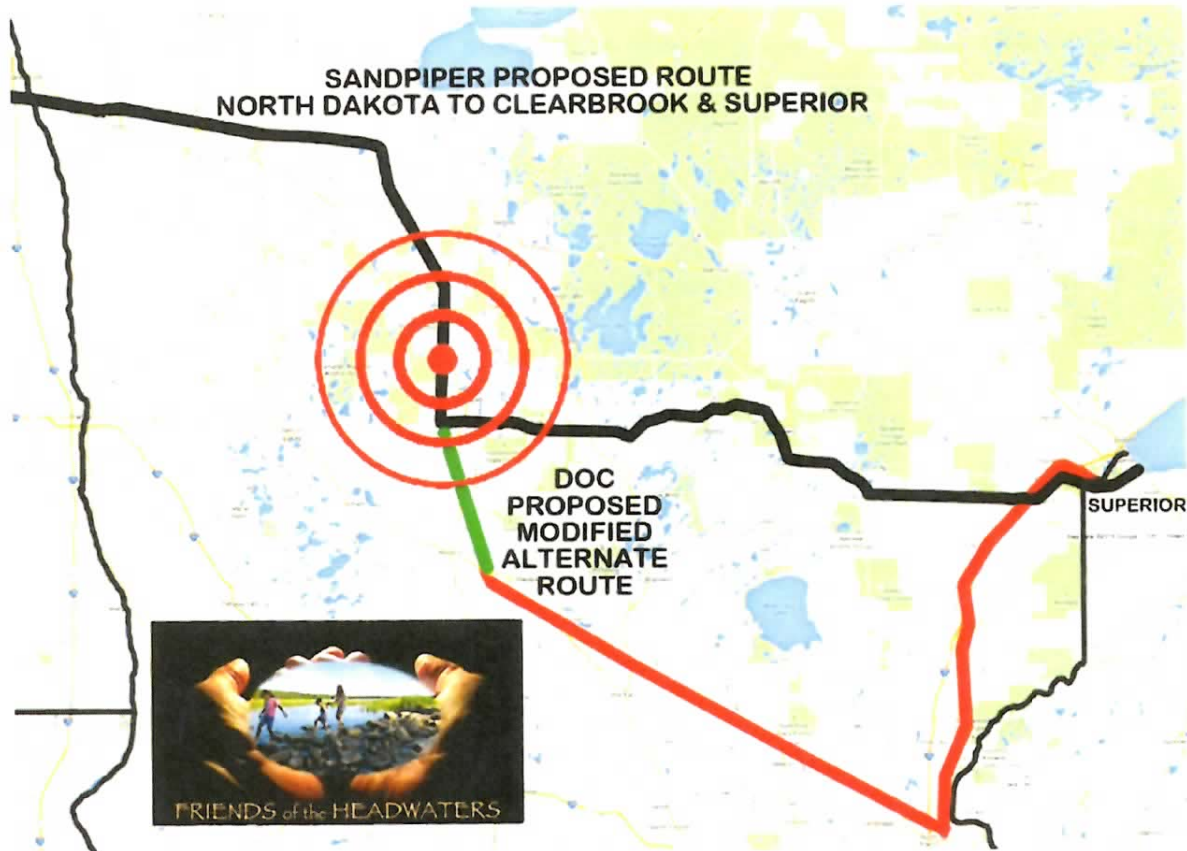 SANDPIPER PROPOSED ROUTE
NORTH DAKOTA TO CLEARBROOK & SUPERIOR
DOC
PROPOSED
MODIFIED
ALTERNATE
ROUTE
SUPERIOR
FRIENDS of the HEADWATERS